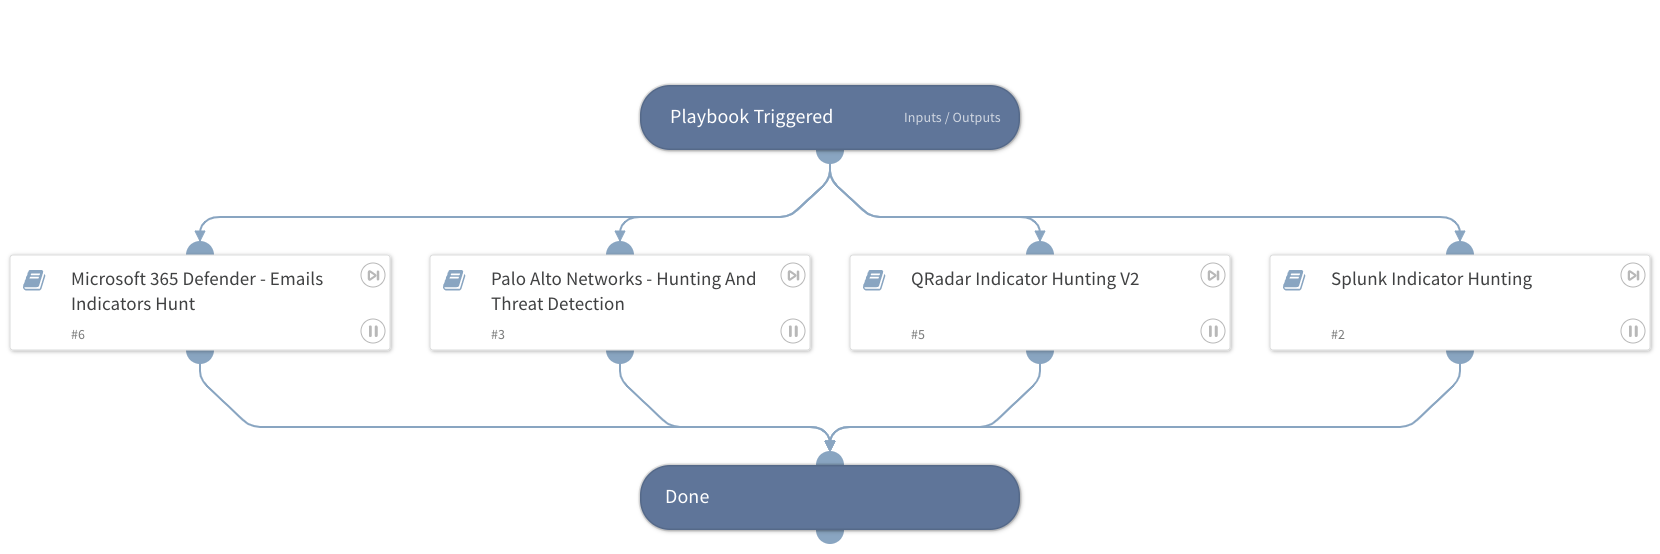 Playbook Triggered
Inputs / Outputs
Microsoft 365 Defender - Emails
Indicators Hunt
#6
Palo Alto Networks - Hunting And
Threat Detection
#3
QRadar Indicator Hunting V2
#5
Splunk Indicator Hunting
#2
Done